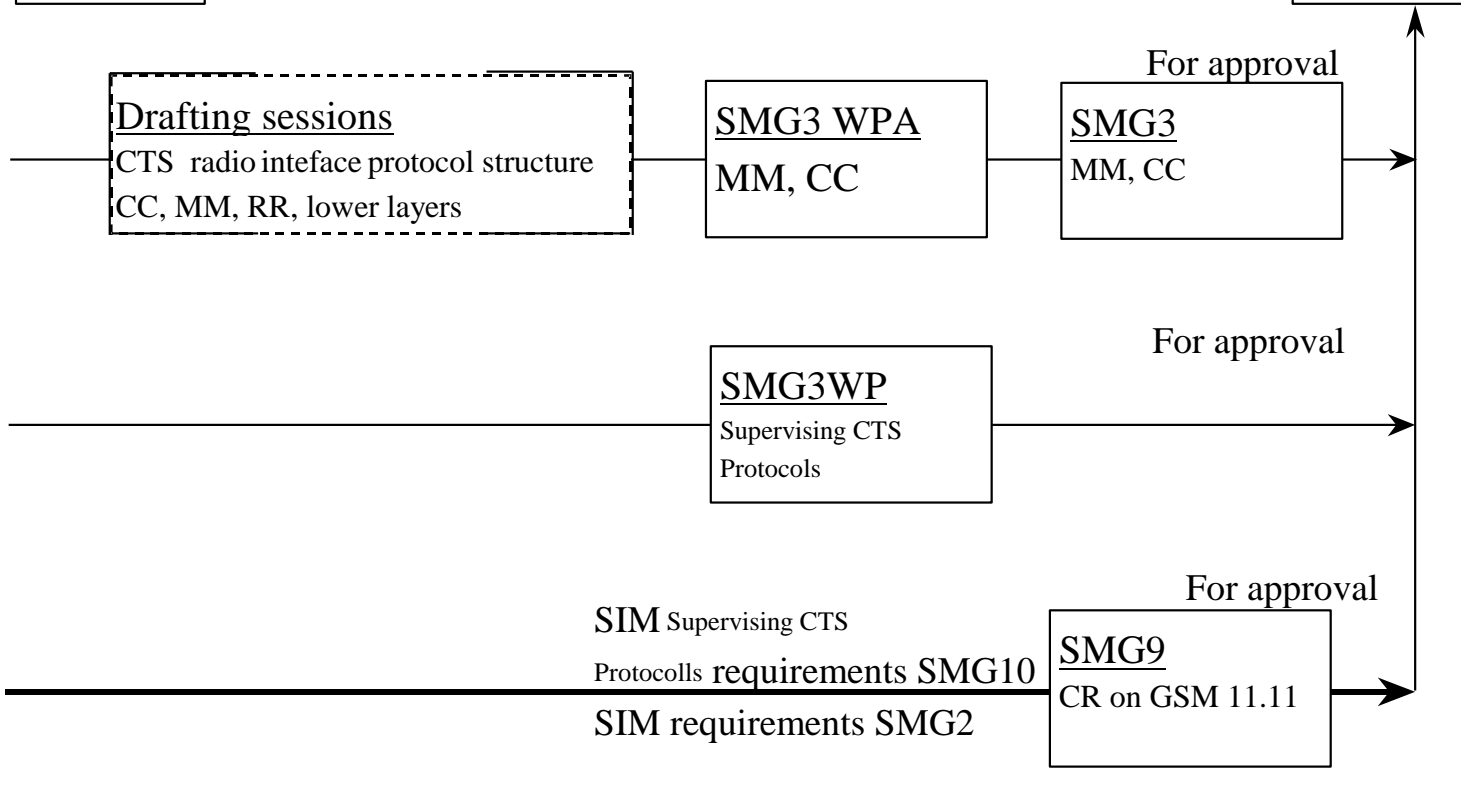 For approval
Drafting sessions
CTS radio inteface protocol structure
CC, MM, RR, lower layers
SMG3 WPA
MM, CC
SMG3
MM, CC
For approval
SMG3WP
Supervising CTS
Protocols
For approval
SIM Supervising CTS
Protocolls requirements SMG10
SIM requirements SMG2
SMG9
CR on GSM 11.11